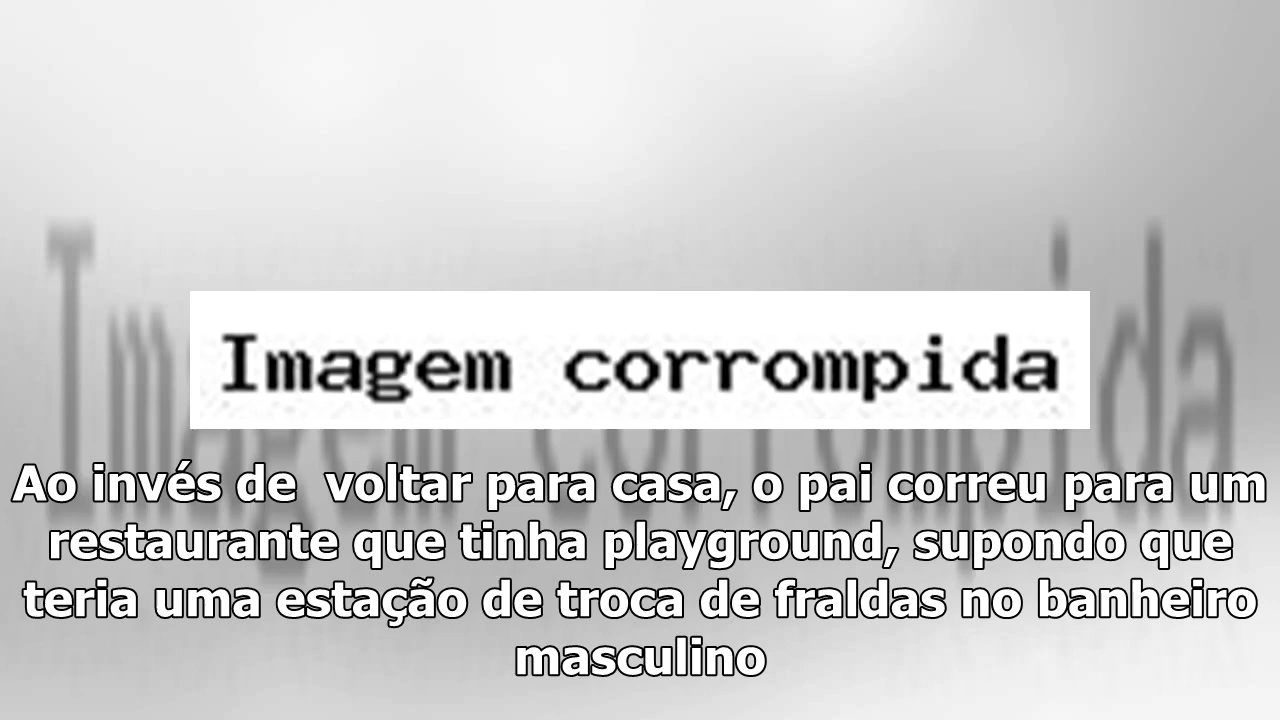 Imagem corrompida
Ao invés de  voltar para casa, o pai correu para um
restaurante que tinha playground, supondo que
teria uma estação de troca de fraldas no banheiro
masculino